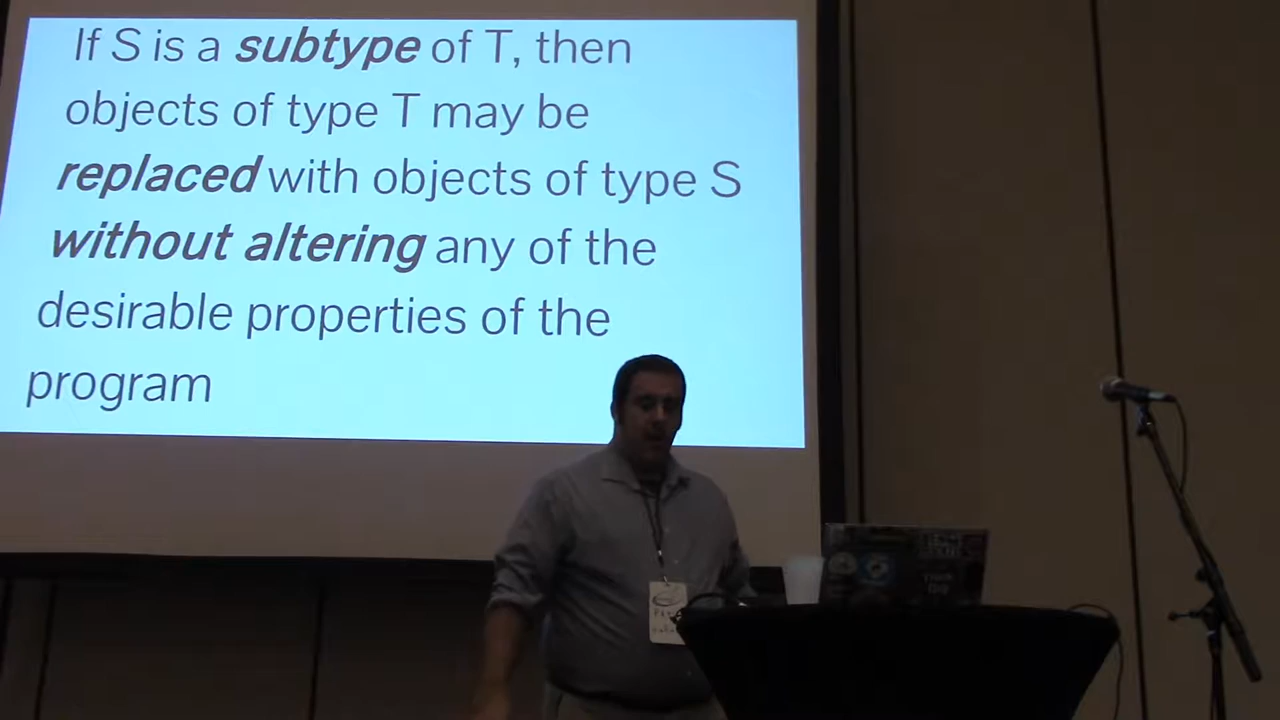 If S is a subtype of T, then
objects of type T may be
replaced with objects of type S
without altering any of the
desirable properties of the
program